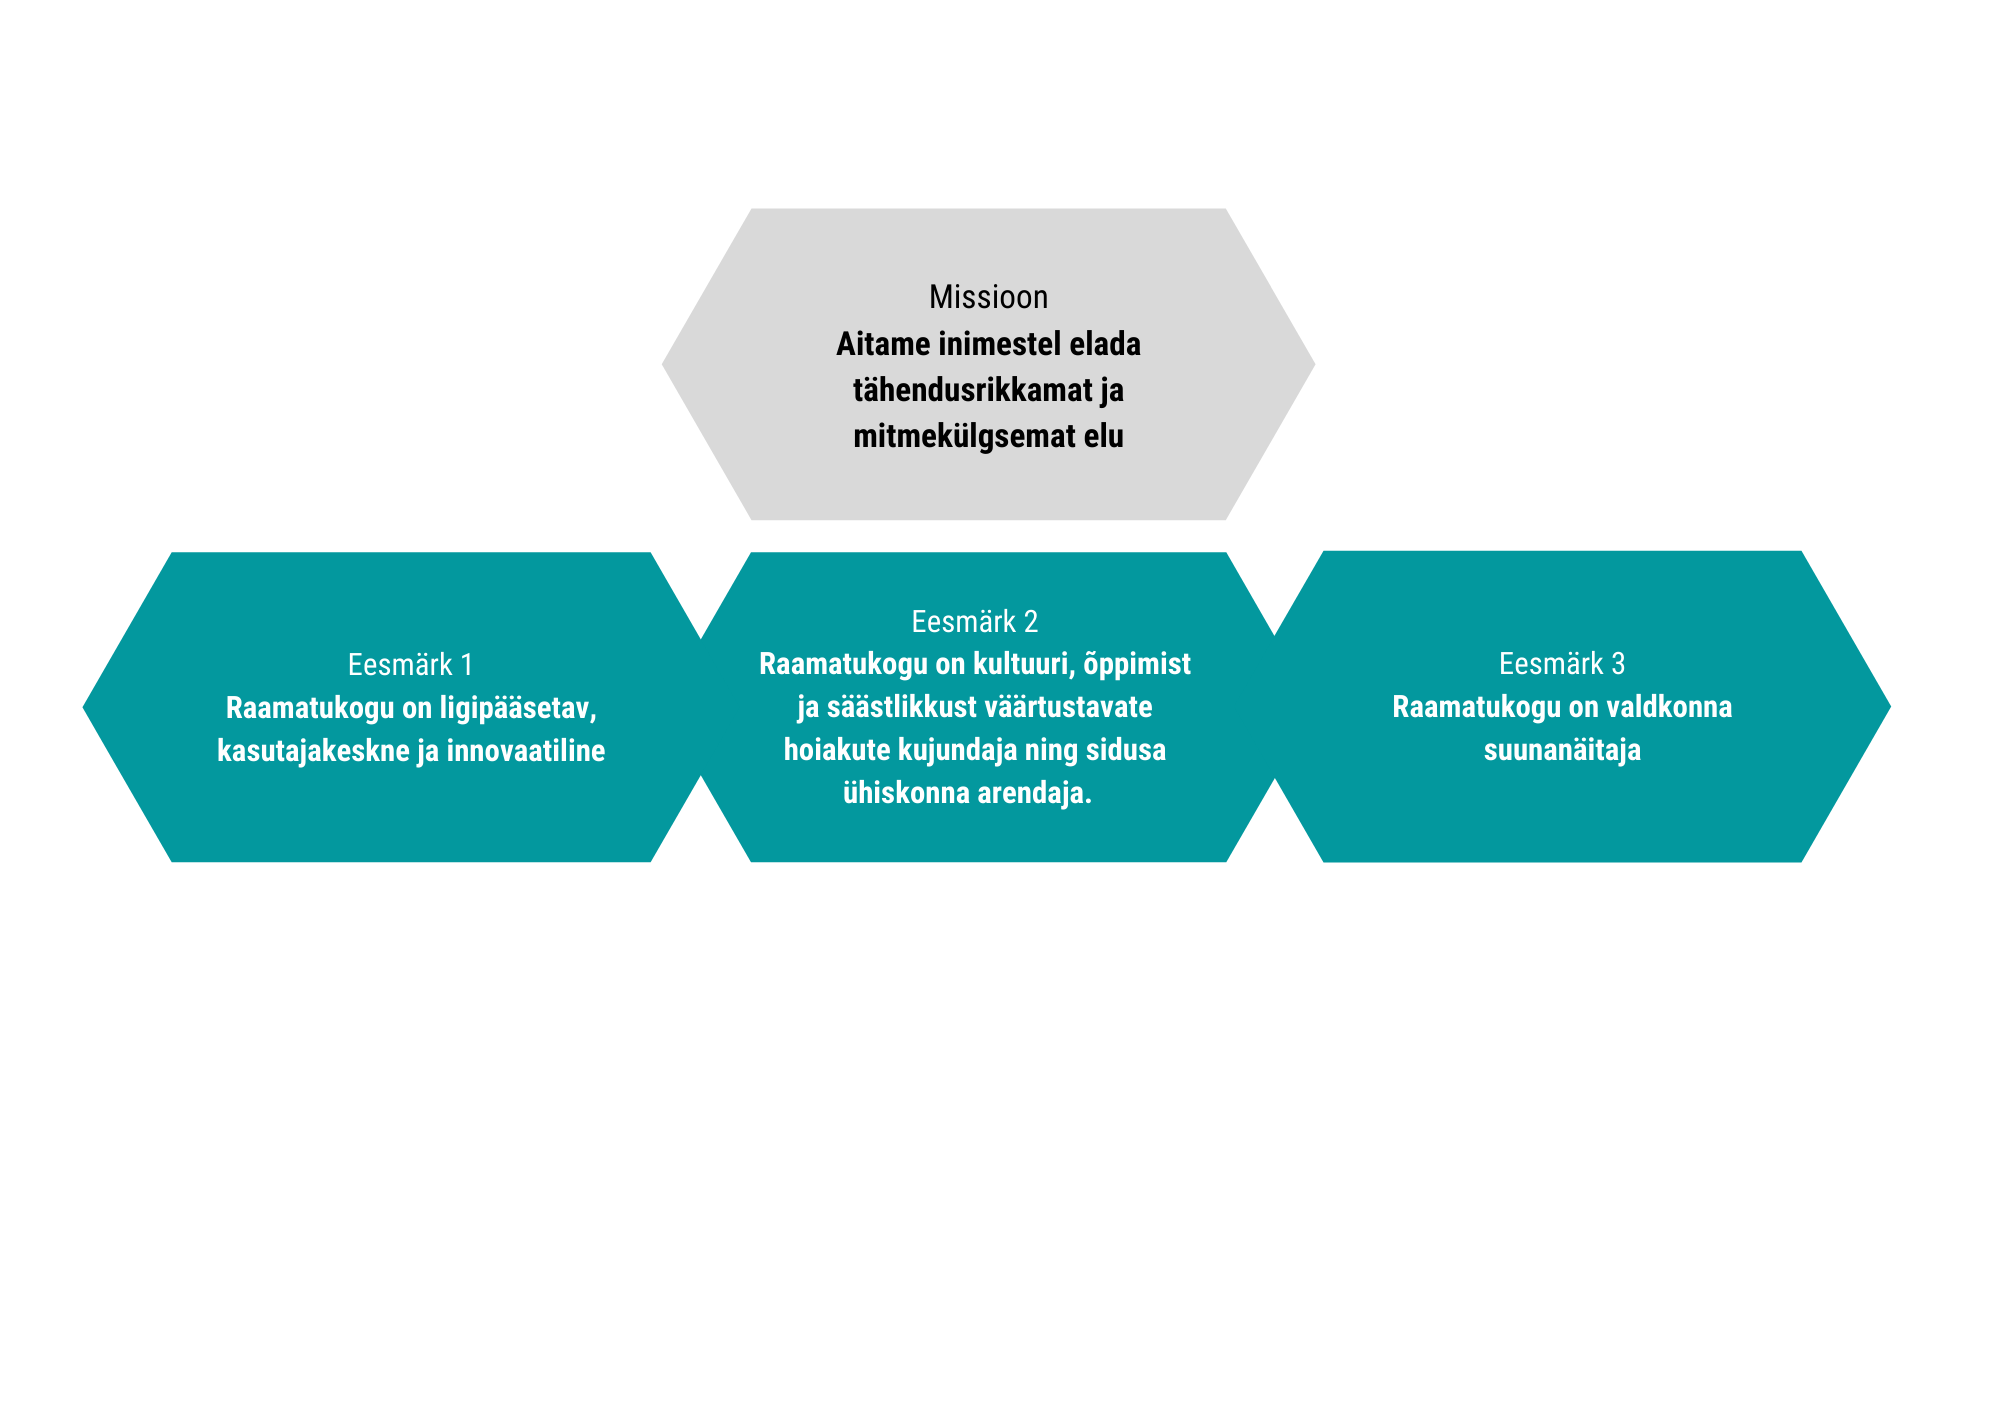 Missioon
Aitame inimestel elada
tähendusrikkamat ja
mitmekülgsemat elu
Eesmärk 1
Raamatukogu on ligipääsetav,
kasutajakeskne ja innovaatiline
Eesmärk 2
Raamatukogu on kultuuri, õppimist
ja säästlikkust väärtustavate
hoiakute kujundaja ning sidusa
ühiskonna arendaja.
Eesmärk 3
Raamatukogu on valdkonna
suunanäitaja